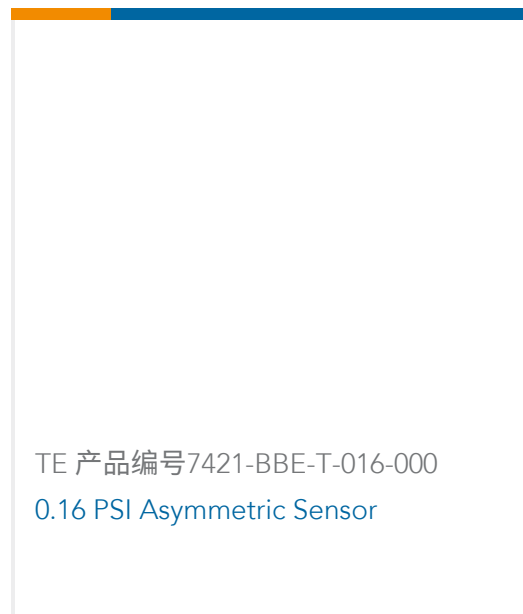 TE 产品编号7421-BBE-T-016-000
0.16 PSI Asymmetric Sensor